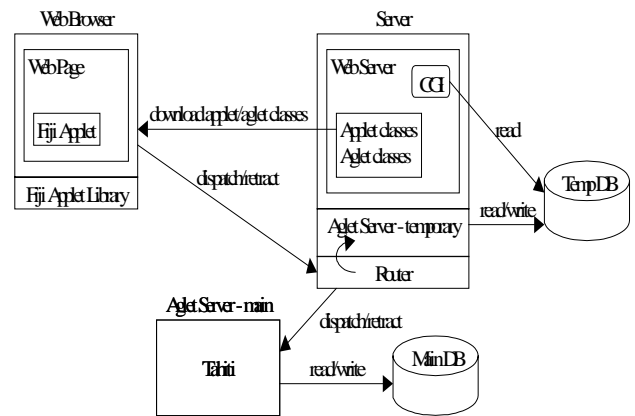 Web Browser
Server
Web Page
Web Server
CGI
download applet/aglet classes
Fiji Applet
Applet classes
Aglet classes
read
dispatch/retract
Fiji Applet Library
Temp DB
Aglet Server - temporary
read/write
Router
Aglet Server - main
dispatch/retract
Tahiti
Main DB
read/write